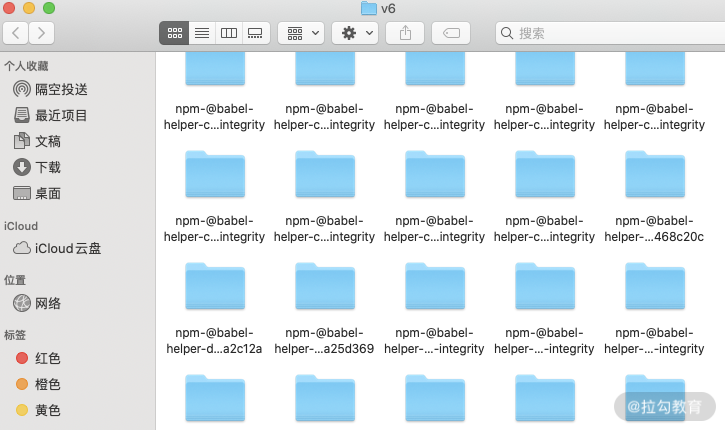 v6
搜索
个人收藏
隔空投送
最近项目
文稿
下载
桌面
iCloud
iCloud云盘
位置
网络
标签
红色
橙色
黄色
npm-@babel-
helper-c...integrity
npm-@babel-
helper-c...integrity
npm-@babel-
helper-c...integrity
npm-@babel-
helper-c...integrity
npm-@babel-
helper-c...integrity
npm-@babel-
helper-c...integrity
npm-@babel-
helper-c...integrity
npm-@babel-
helper-c...integrity
npm-@babel-
helper-c...integrity
npm-@babel-
helper-...468c20c
npm-@babel-
helper-d...a2c12a
npm-@babel-
helper-...a25d369
npm-@babel-
helper-...-integrity
npm-@babel-
helper-...-integrity
npm-@babel-
helper-...-integrity
@拉勾教育